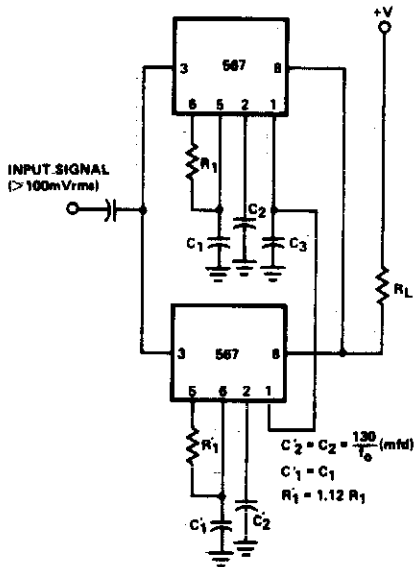 +V
567
3
8
6 5 2 1
INPUT SIGNAL
(>100mVrms)
R1
C2
C1
C3
RL
567
3
8
5 6 2 1
R'1
C'1
C'2
C'2 = C2 = 130/fo (mfd)
C'1 = C1
R'1 = 1.12 R1